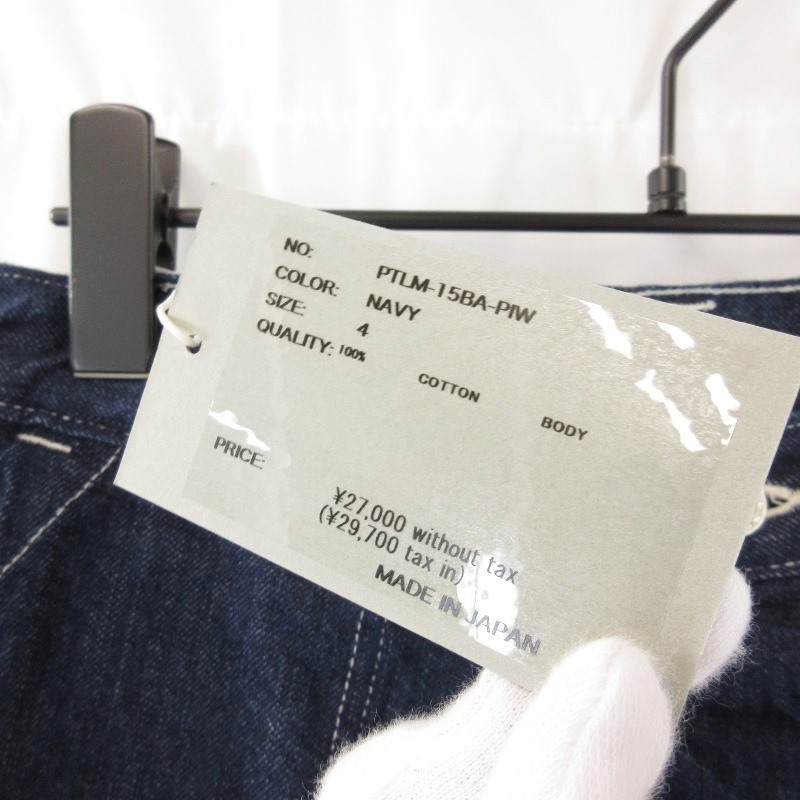 NO: PTLM-15BA-PIW
COLOR: NAVY
SIZE: 4
QUALITY: 100% COTTON BODY
PRICE:
¥27,000 without tax
(¥29,700 tax in)
MADE IN JAPAN